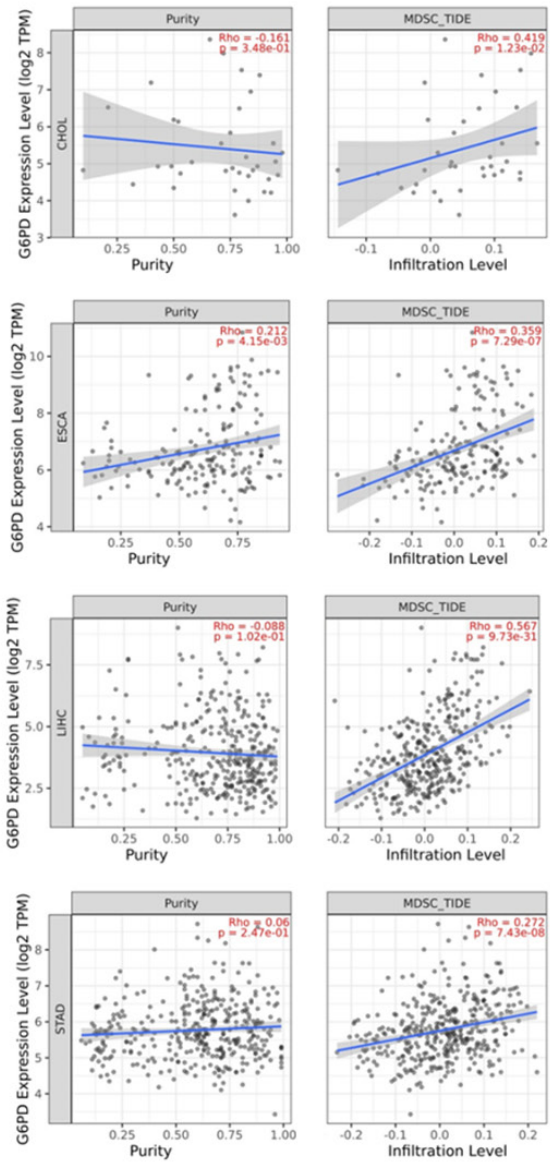 Purity
MDSC_TIDE
G6PD Expression Level (log2 TPM)
CHOL
Rho = -0.161
p = 3.48e-01
Rho = 0.419
p = 1.23e-02
8
7
6
5
4
3
0.25
0.50
0.75
1.00
-0.1
0.0
0.1
Purity
Infiltration Level
Purity
MDSC_TIDE
G6PD Expression Level (log2 TPM)
ESCA
Rho = 0.212
p = 4.15e-03
Rho = 0.359
p = 7.29e-07
10
8
6
4
0.25
0.50
0.75
-0.2
-0.1
0.0
0.1
0.2
Purity
Infiltration Level
Purity
MDSC_TIDE
G6PD Expression Level (log2 TPM)
LIHC
Rho = -0.088
p = 1.02e-01
Rho = 0.567
p = 9.73e-31
7.5
5.0
2.5
0.25
0.50
0.75
1.00
-0.2
-0.1
0.0
0.1
0.2
Purity
Infiltration Level
Purity
MDSC_TIDE
G6PD Expression Level (log2 TPM)
STAD
Rho = 0.06
p = 2.47e-01
Rho = 0.272
p = 7.43e-08
8
7
6
5
4
0.25
0.50
0.75
1.00
-0.2
-0.1
0.0
0.1
0.2
Purity
Infiltration Level